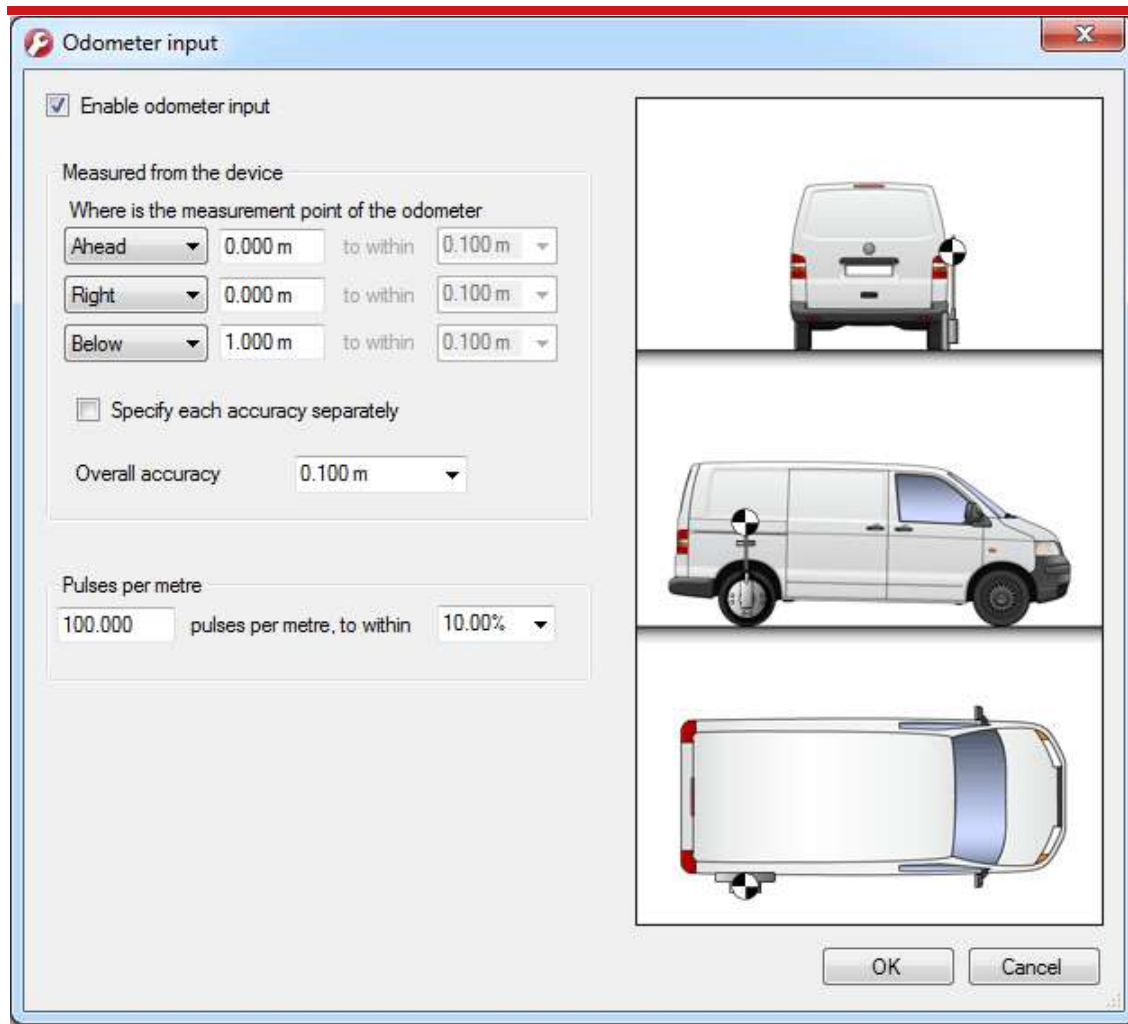 Odometer input
Enable odometer input
Measured from the device
Where is the measurement point of the odometer
Ahead 0.000 m to within 0.100 m
Right 0.000 m to within 0.100 m
Below 1.000 m to within 0.100 m
Specify each accuracy separately
Overall accuracy 0.100 m
Pulses per metre
100.000 pulses per metre, to within 10.00%
OK Cancel